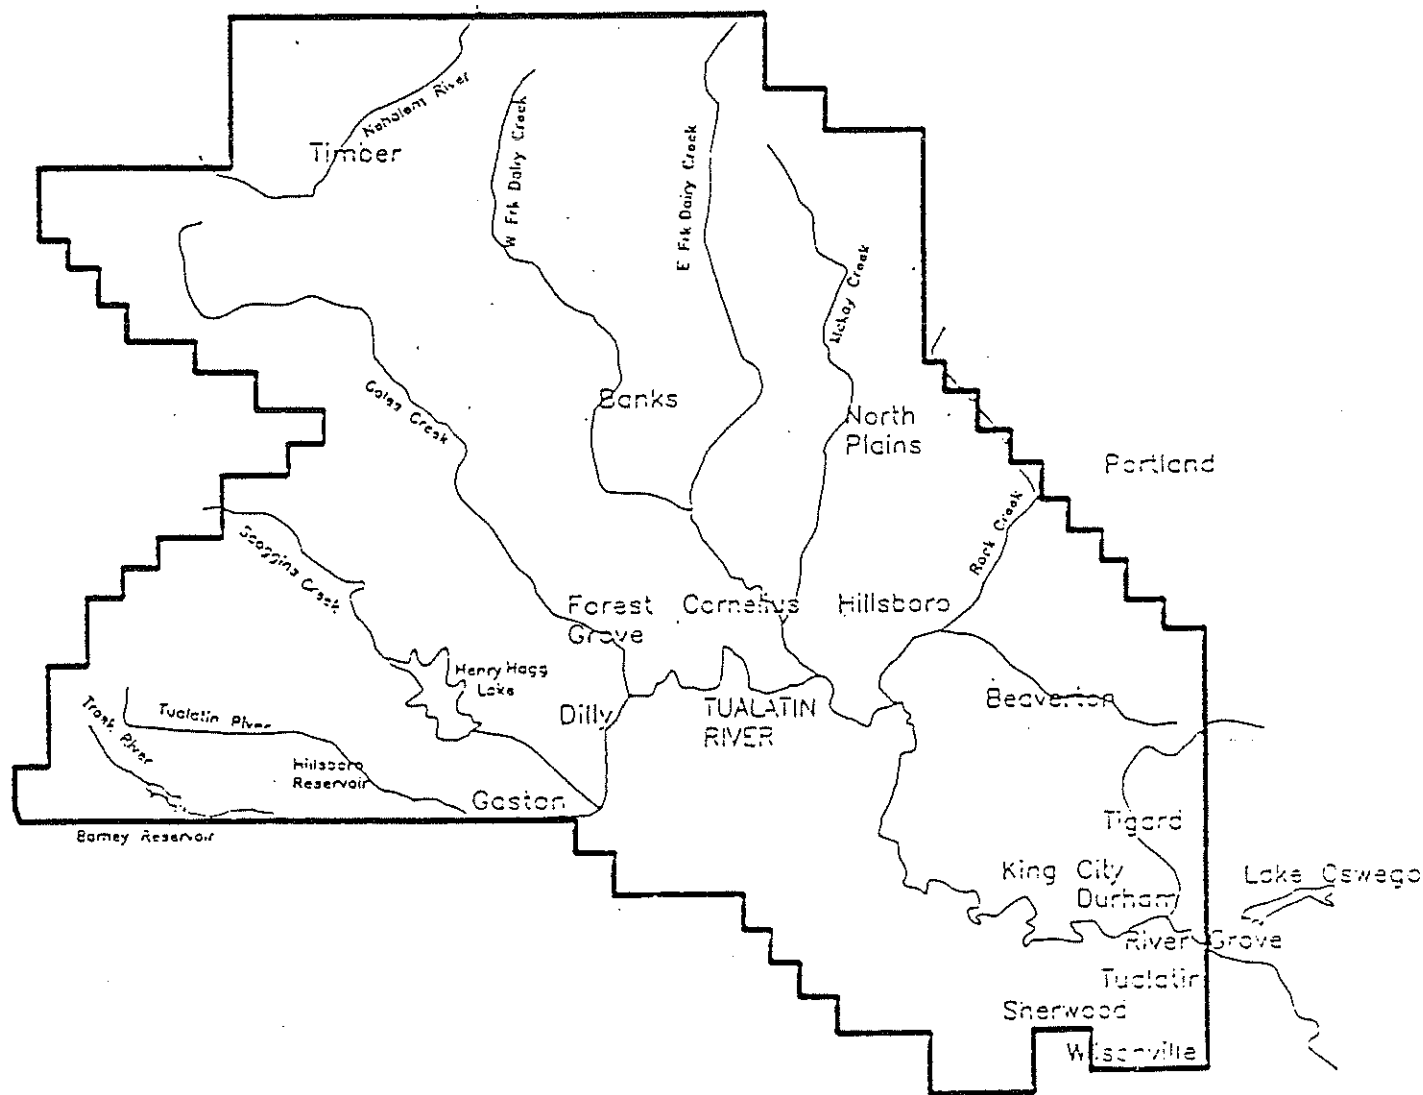 Nehalem River
Timber
W Frk Dairy Creek
E Frk Dairy Creek
McKay Creek
Gales Creek
Banks
North
Plains
Portland
Rock Creek
Scoggins Creek
Forest
Grove
Cornelius
Hillsboro
Henry Hagg
Lake
Dilly
TUALATIN
RIVER
Beaverton
Trask River
Tualatin River
Hillsboro
Reservoir
Gaston
Barney Reservoir
Tigard
King City
Durham
Lake Oswego
River Grove
Tualatin
Sherwood
Wilsonville